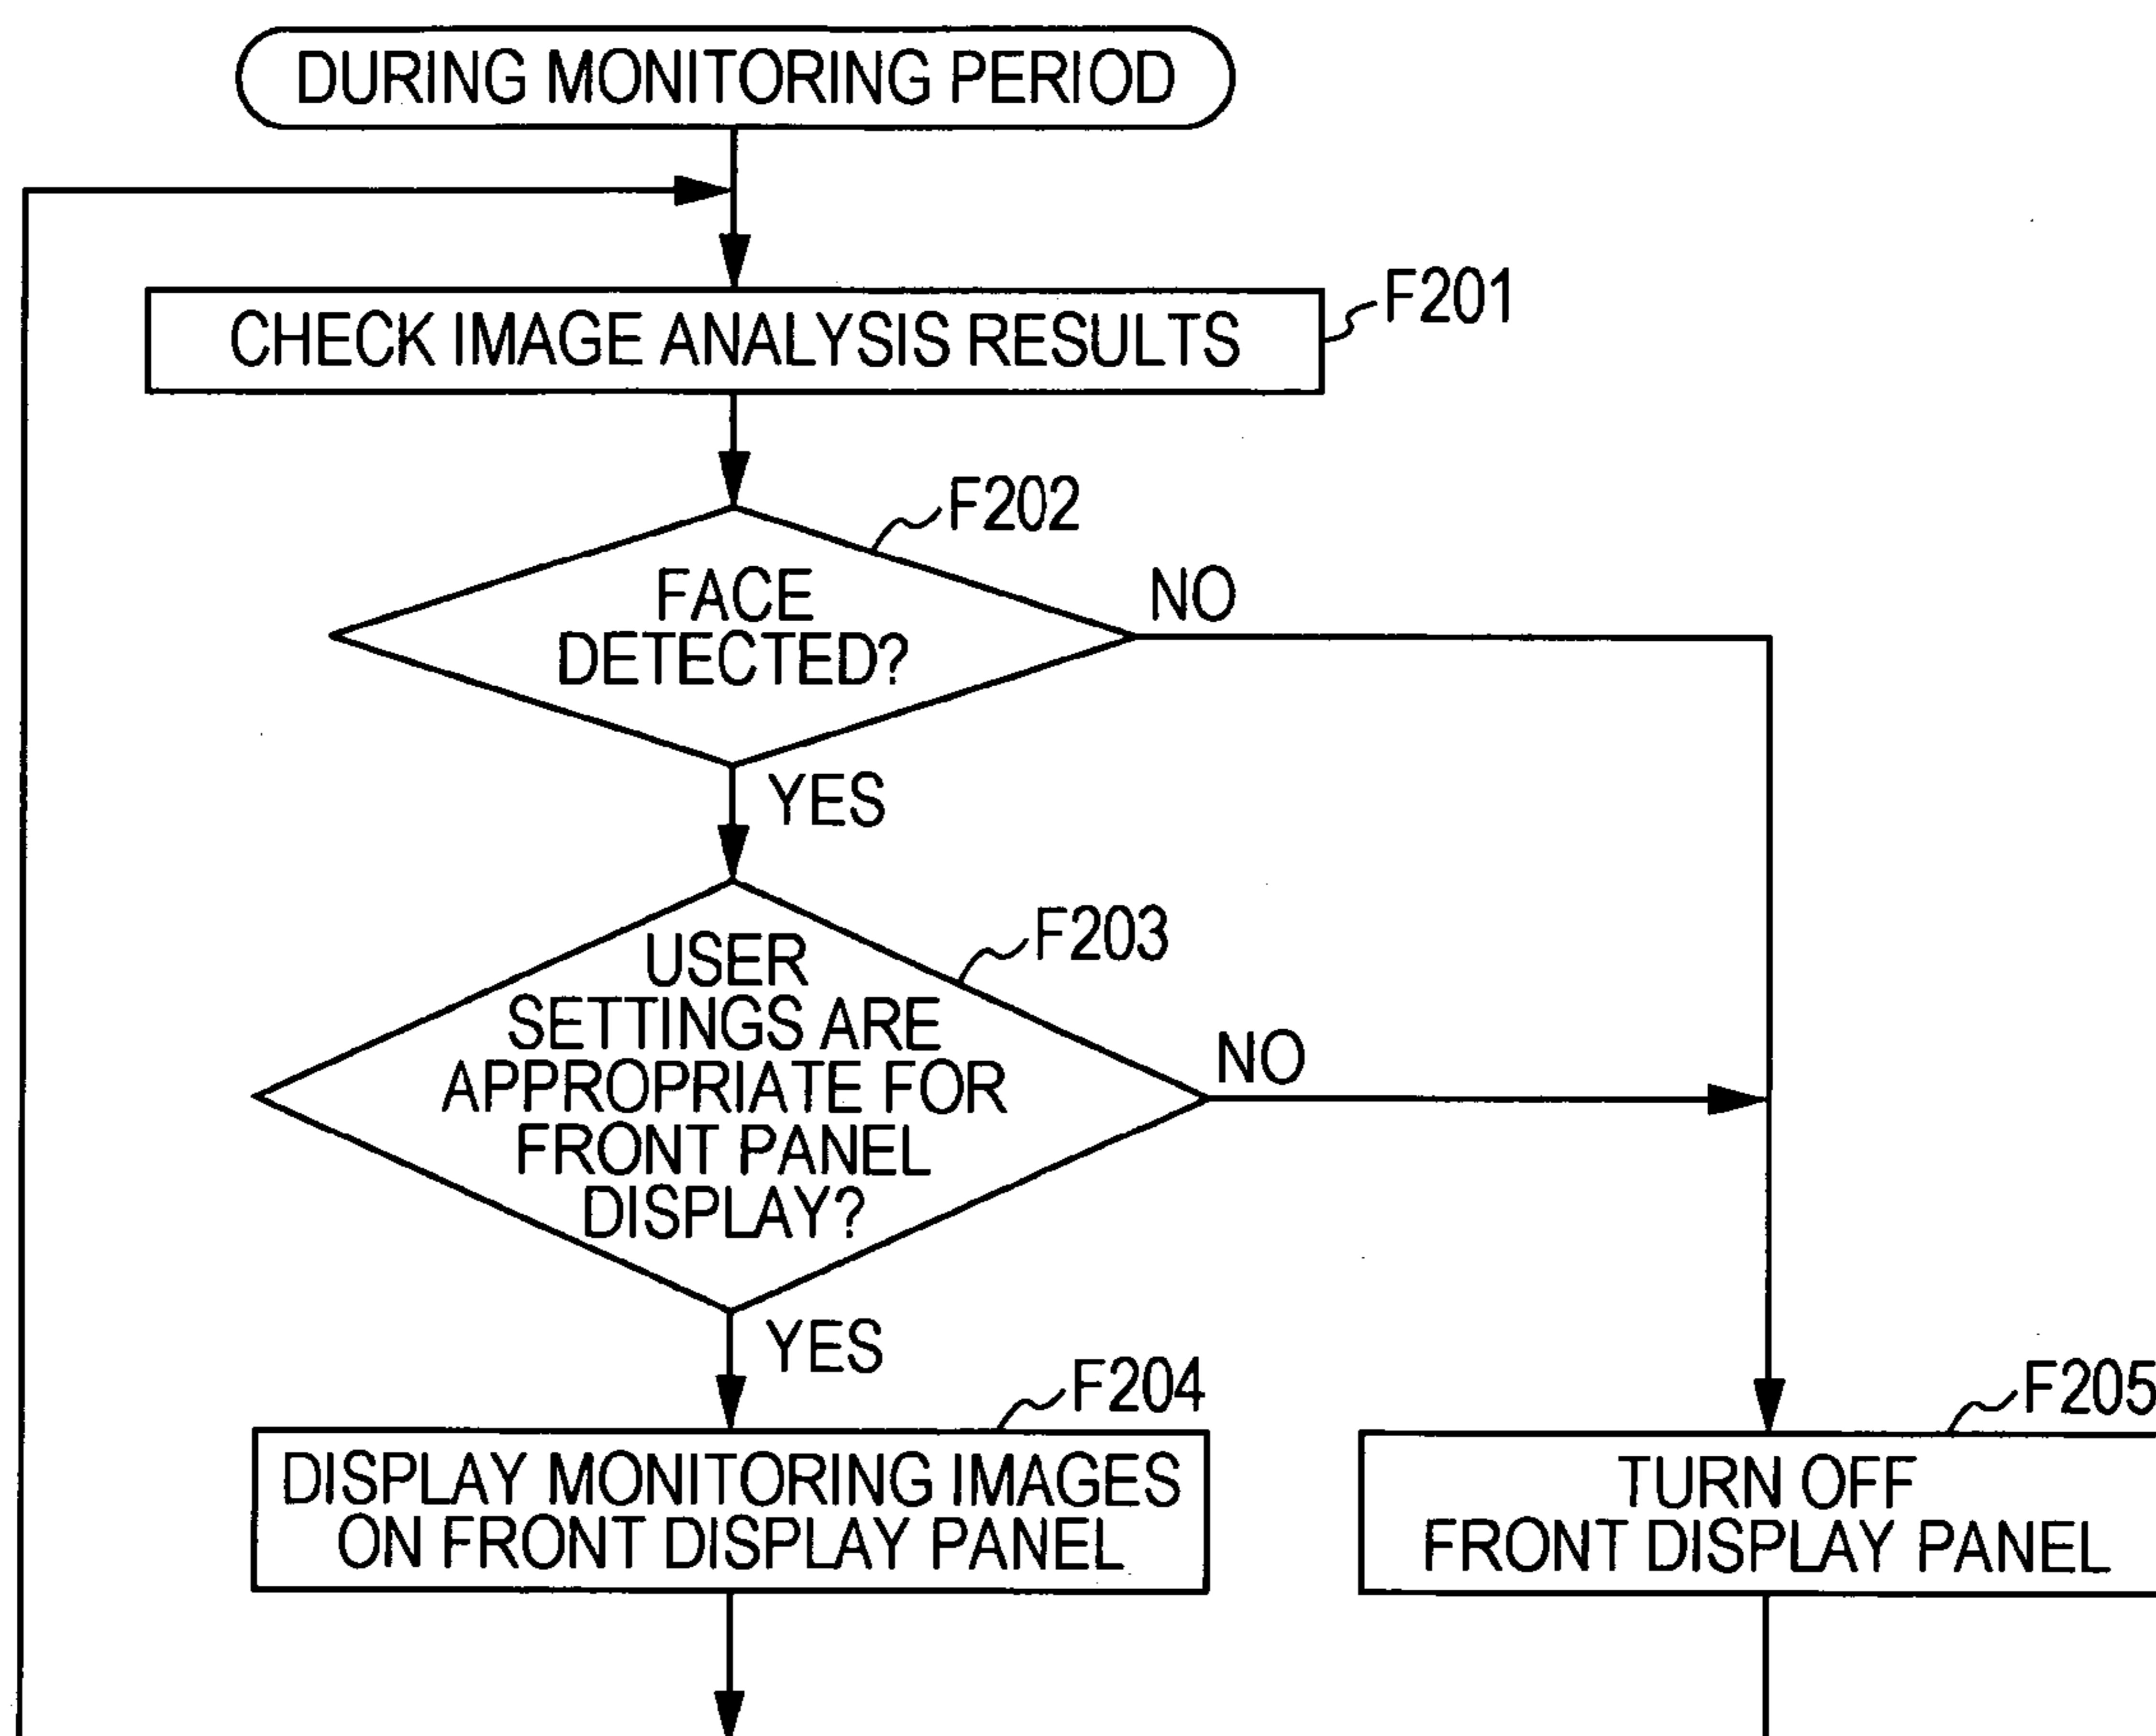 DURING MONITORING PERIOD
CHECK IMAGE ANALYSIS RESULTS
F201
F202
FACE
DETECTED?
NO
YES
F203
USER
SETTINGS ARE
APPROPRIATE FOR
FRONT PANEL
DISPLAY?
NO
YES
F204
DISPLAY MONITORING IMAGES
ON FRONT DISPLAY PANEL
F205
TURN OFF
FRONT DISPLAY PANEL